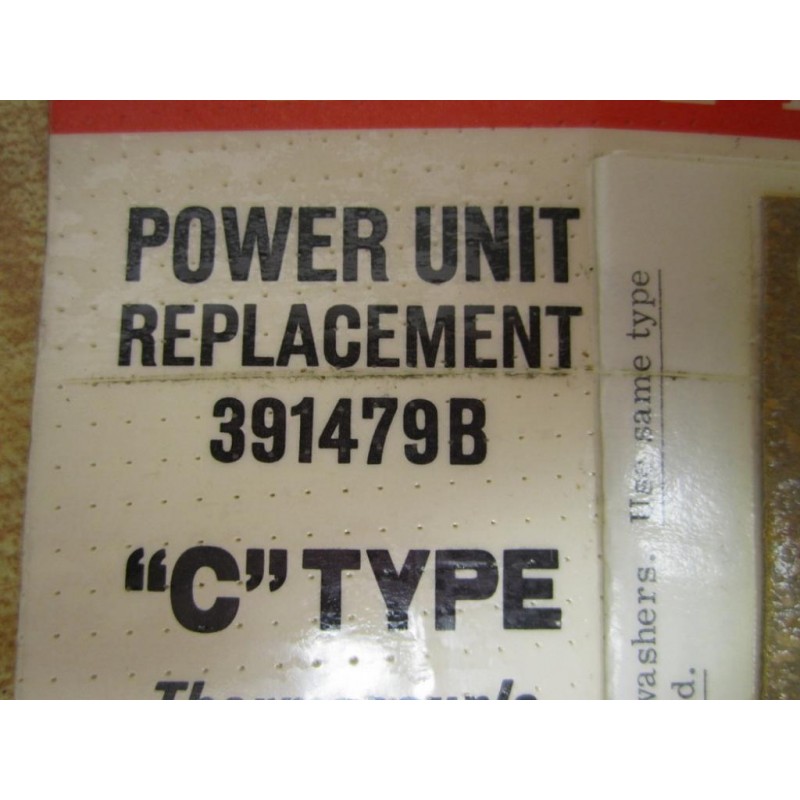 POWER UNIT
REPLACEMENT
391479B
“C” TYPE
washers. Use same type